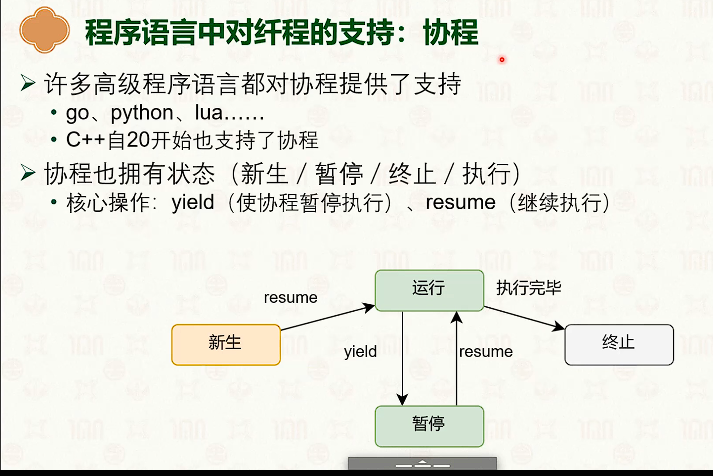 程序语言中对纤程的支持：协程
许多高级程序语言都对协程提供了支持
go、python、lua……
C++自20开始也支持了协程
协程也拥有状态（新生 / 暂停 / 终止 / 执行）
核心操作：yield（使协程暂停执行）、resume（继续执行）
运行
执行完毕
resume
新生
终止
yield
resume
暂停